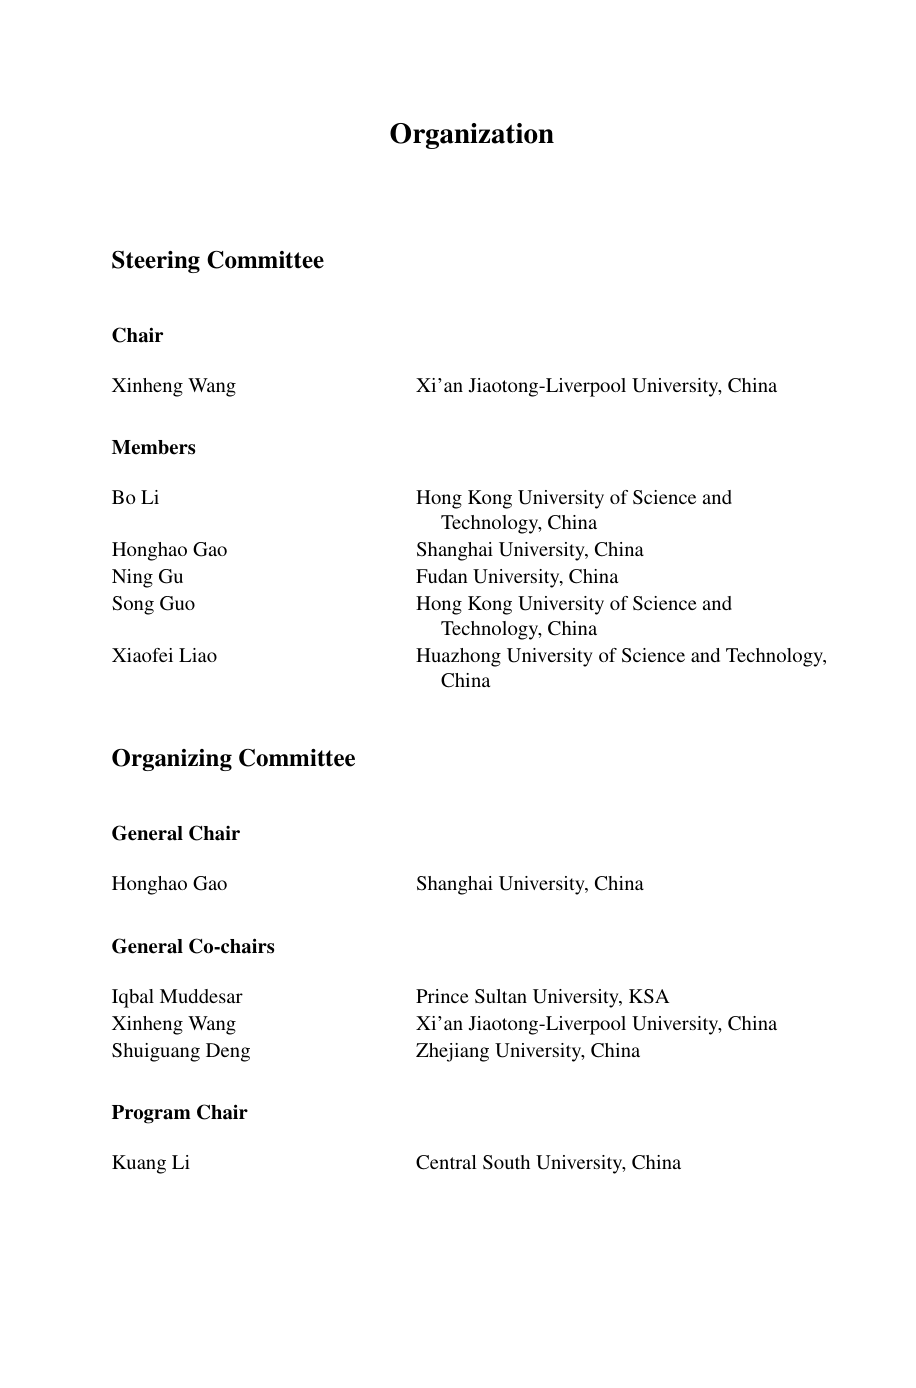 Organization
Steering Committee
Chair
Xinheng Wang Xi’an Jiaotong-Liverpool University, China
Members
Bo Li Hong Kong University of Science and
Technology, China
Honghao Gao Shanghai University, China
Ning Gu Fudan University, China
Song Guo Hong Kong University of Science and
Technology, China
Xiaofei Liao Huazhong University of Science and Technology,
China
Organizing Committee
General Chair
Honghao Gao Shanghai University, China
General Co-chairs
Iqbal Muddesar Prince Sultan University, KSA
Xinheng Wang Xi’an Jiaotong-Liverpool University, China
Shuiguang Deng Zhejiang University, China
Program Chair
Kuang Li Central South University, China